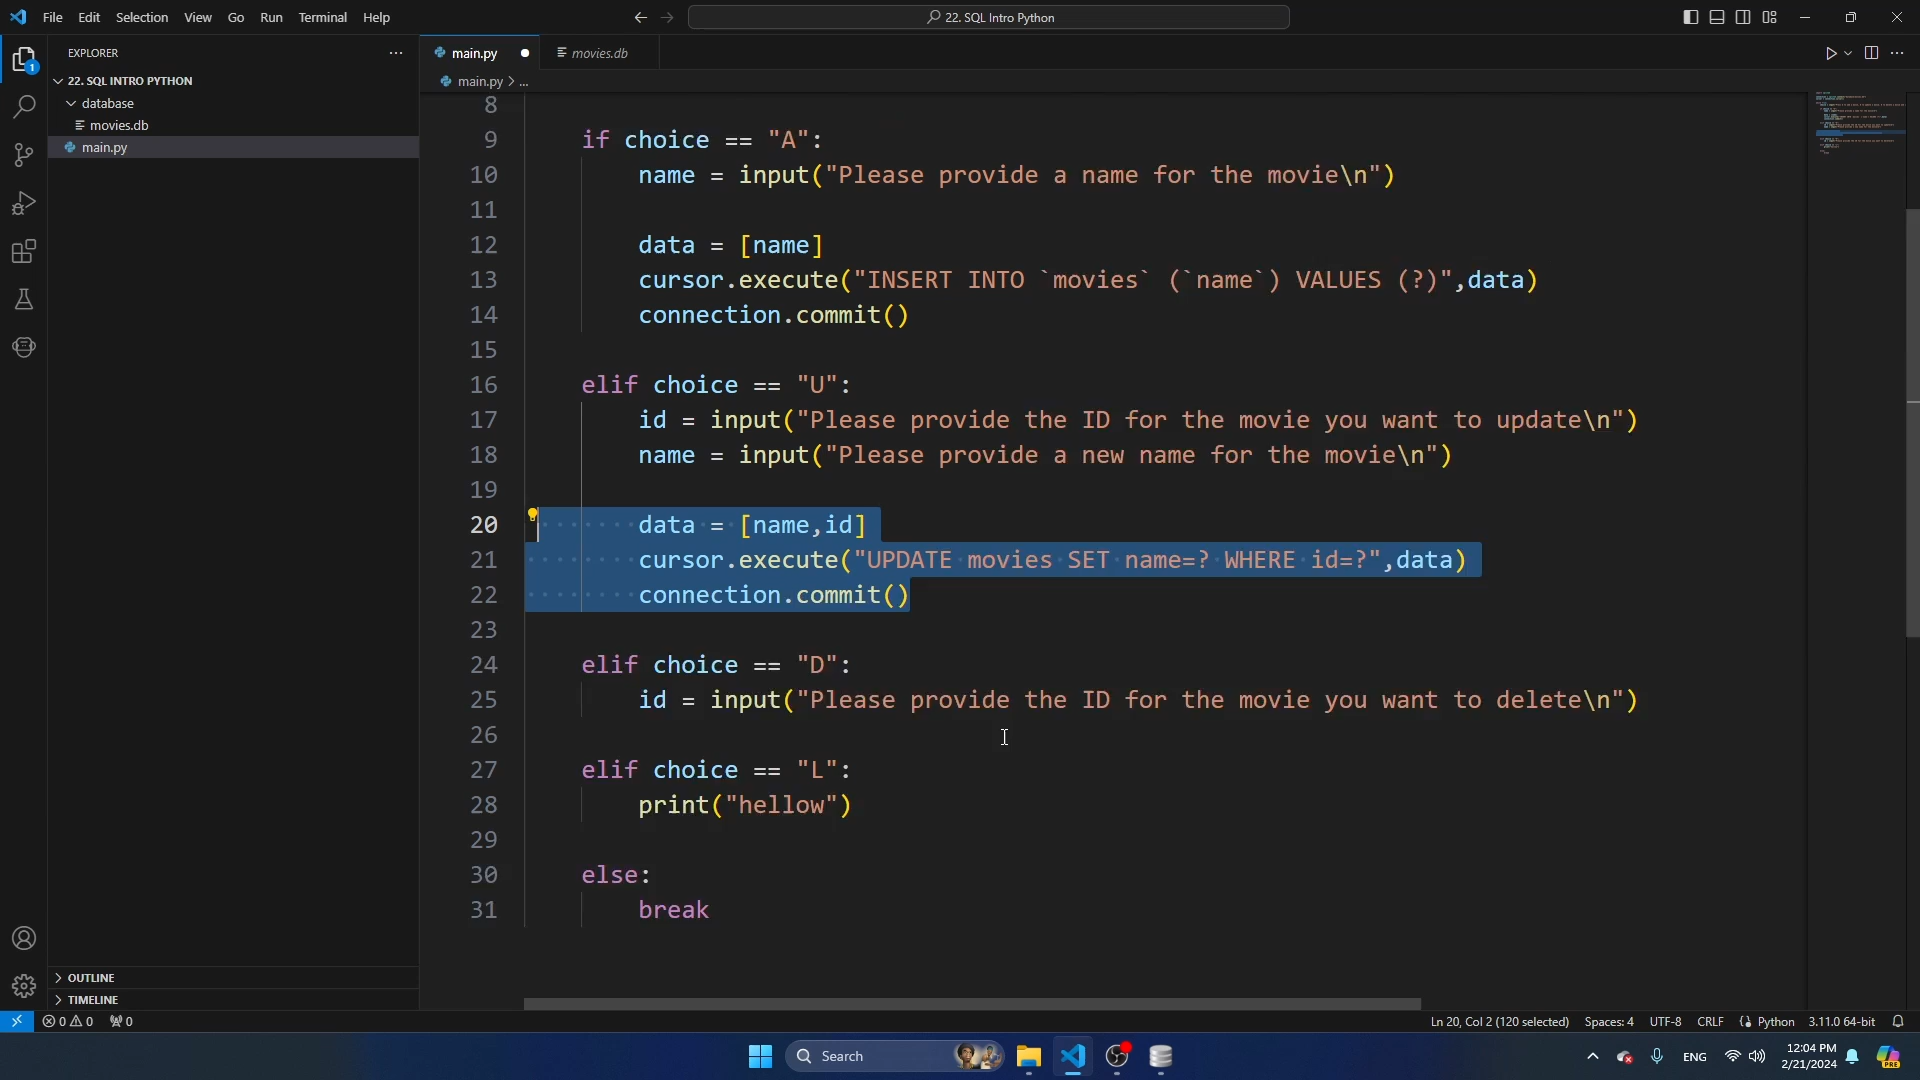 File Edit Selection View Go Run Terminal Help
22. SQL Intro Python
EXPLORER
22. SQL INTRO PYTHON
database
movies.db
main.py
OUTLINE
TIMELINE
1
main.py
movies.db
main.py > ...
8
9 if choice == "A":
10 name = input("Please provide a name for the movie\n")
11
12 data = [name]
13 cursor.execute("INSERT INTO `movies` (`name`) VALUES (?)",data)
14 connection.commit()
15
16 elif choice == "U":
17 id = input("Please provide the ID for the movie you want to update\n")
18 name = input("Please provide a new name for the movie\n")
19
20 data = [name,id]
21 cursor.execute("UPDATE movies SET name=? WHERE id=?",data)
22 connection.commit()
23
24 elif choice == "D":
25 id = input("Please provide the ID for the movie you want to delete\n")
26
27 elif choice == "L":
28 print("hellow")
29
30 else:
31 break
0 0 0
Ln 20, Col 2 (120 selected) Spaces: 4 UTF-8 CRLF Python 3.11.0 64-bit
Search
ENG
12:04 PM
2/21/2024
PRE